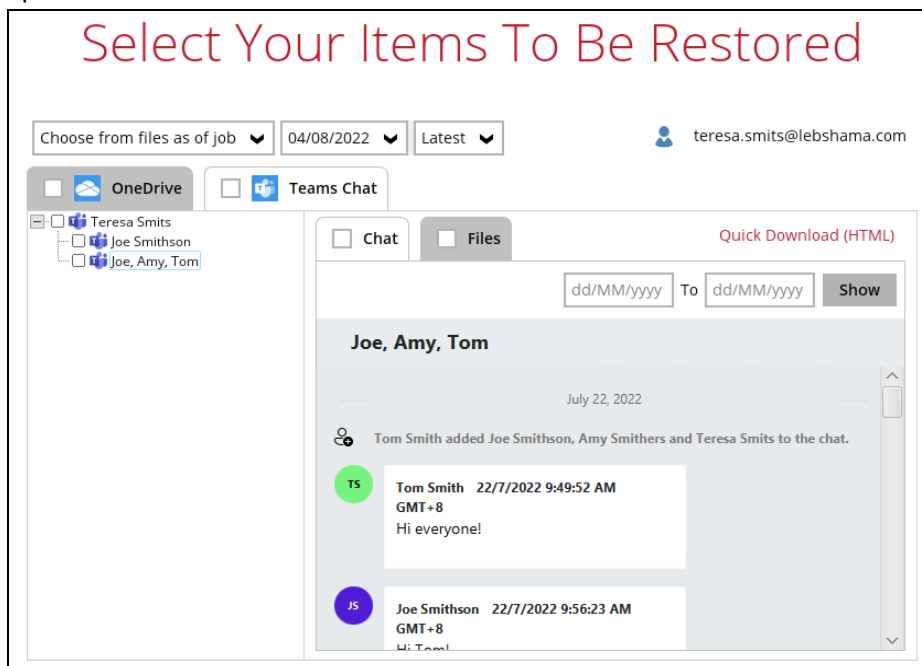 Select Your Items To Be Restored
Choose from files as of job 04/08/2022 Latest teresa.smits@lebshama.com
OneDrive Teams Chat
Teresa Smits
Joe Smithson
Joe, Amy, Tom
Chat Files Quick Download (HTML)
dd/MM/yyyy To dd/MM/yyyy Show
Joe, Amy, Tom
July 22, 2022
Tom Smith added Joe Smithson, Amy Smithers and Teresa Smits to the chat.
TS Tom Smith 22/7/2022 9:49:52 AM
GMT+8
Hi everyone!
JS Joe Smithson 22/7/2022 9:56:23 AM
GMT+8
Hi Tom!